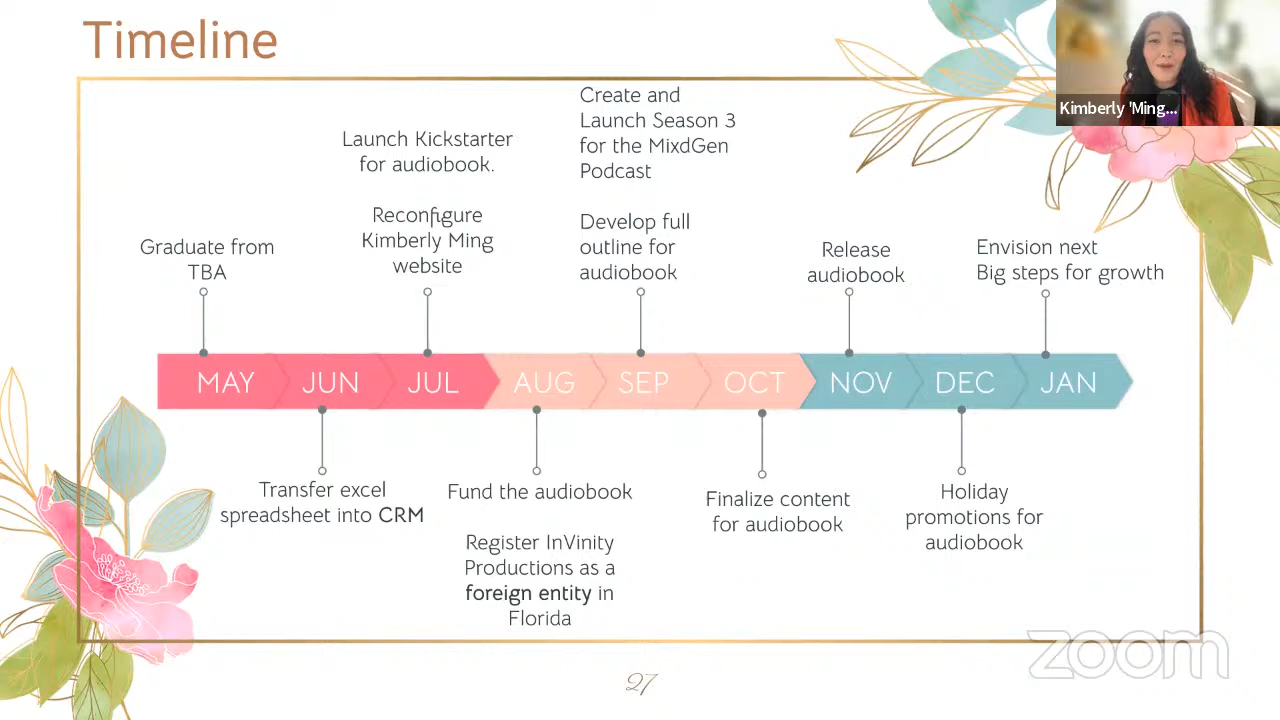 Timeline
Kimberly 'Ming...
Create and
Launch Season 3
for the MixdGen
Podcast
Launch Kickstarter
for audiobook.
Reconfigure
Kimberly Ming
website
Develop full
outline for
audiobook
Graduate from
TBA
Release
audiobook
Envision next
Big steps for growth
MAY
JUN
JUL
AUG
SEP
OCT
NOV
DEC
JAN
Transfer excel
spreadsheet into CRM
Fund the audiobook
Register InVinity
Productions as a
foreign entity in
Florida
Finalize content
for audiobook
Holiday
promotions for
audiobook
zoom
27